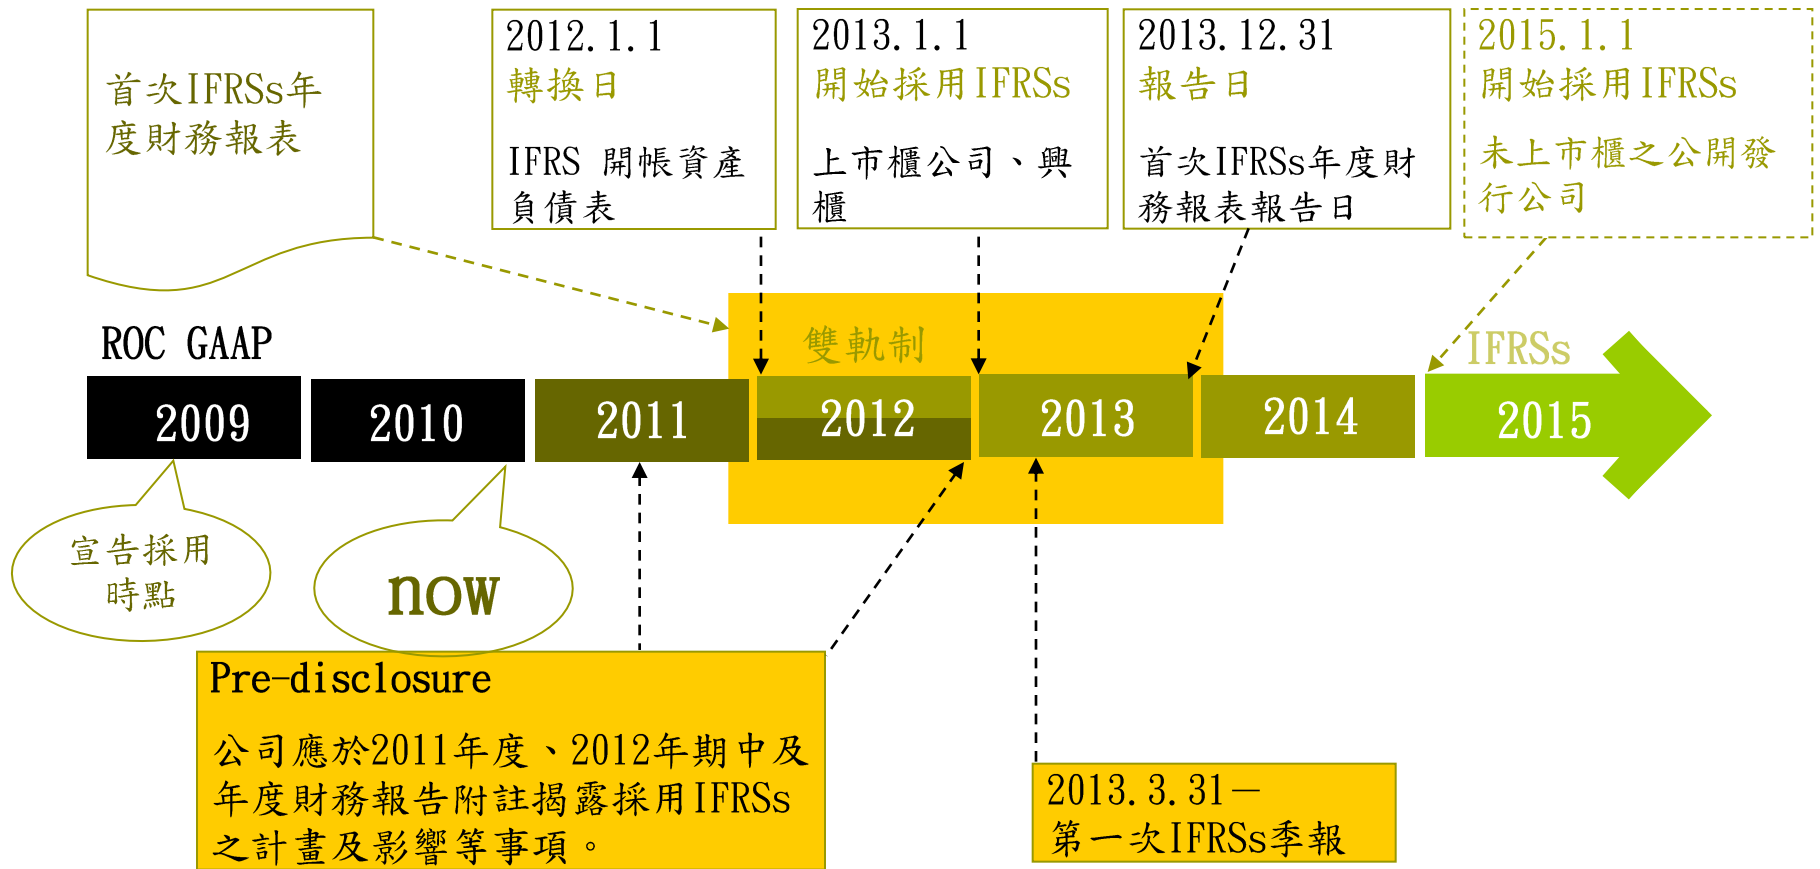 首次IFRSs年
度財務報表
2012.1.1
轉換日
IFRS 開帳資產
負債表
2013.1.1
開始採用IFRSs
上市櫃公司、興
櫃
2013.12.31
報告日
首次IFRSs年度財
務報表報告日
2015.1.1
開始採用IFRSs
未上市櫃之公開發
行公司
ROC GAAP
雙軌制
IFRSs
2009
2010
2011
2012
2013
2014
2015
宣告採用
時點
now
Pre-disclosure
公司應於2011年度、2012年期中及
年度財務報告附註揭露採用IFRSs
之計畫及影響等事項。
2013.3.31－
第一次IFRSs季報